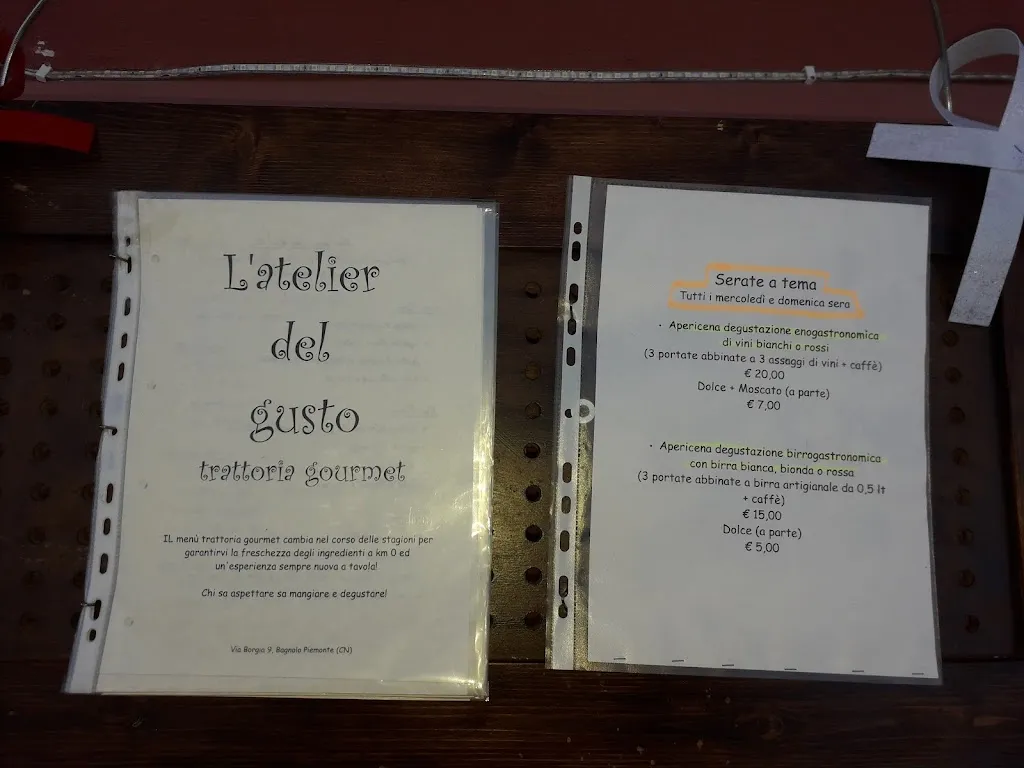 L'atelier
del
gusto
trattoria gourmet
IL menù trattoria gourmet cambia nel corso delle stagioni per
garantirvi la freschezza degli ingredienti a km 0 ed
un'esperienza sempre nuova a tavola!
Chi sa aspettare sa mangiare e degustare!
Via Borgia 9, Bagnolo Piemonte (CN)
Serate a tema
Tutti i mercoledì e domenica sera
• Apericena degustazione enogastronomica
di vini bianchi o rossi
(3 portate abbinate a 3 assaggi di vini + caffè)
€ 20,00
Dolce + Moscato (a parte)
€ 7,00
• Apericena degustazione birrogastronomica
con birra bianca, bionda o rossa
(3 portate abbinate a birra artigianale da 0,5 lt
+ caffè)
€ 15,00
Dolce (a parte)
€ 5,00